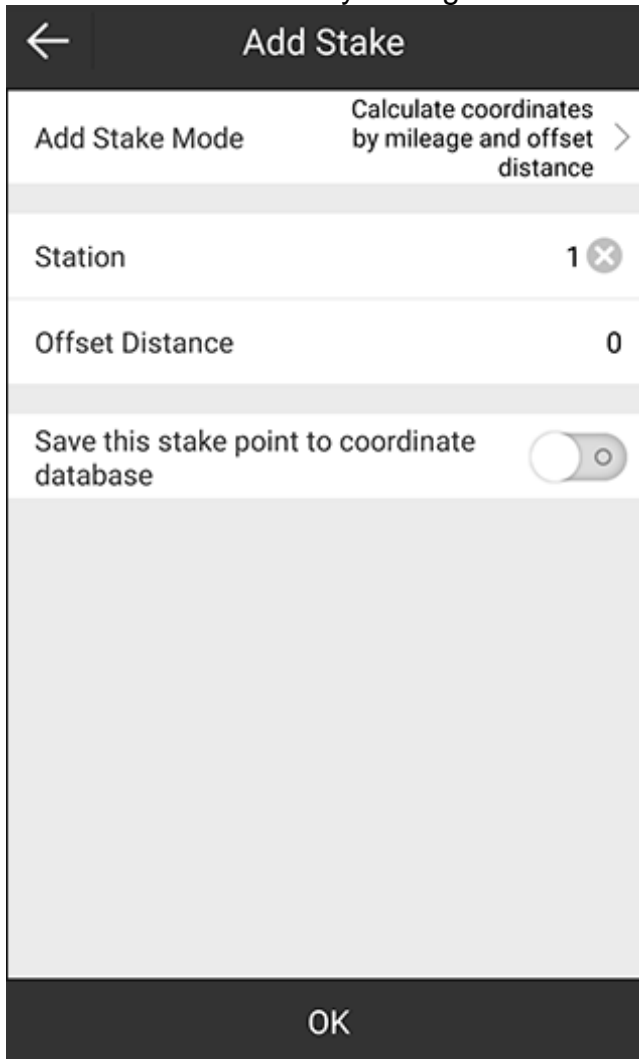 Add Stake
Add Stake Mode
Calculate coordinates
by mileage and offset
distance
Station
1
Offset Distance
0
Save this stake point to coordinate
database
OK